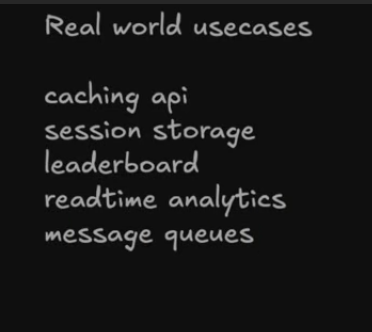 Real world usecases
caching api
session storage
leaderboard
readtime analytics
message queues